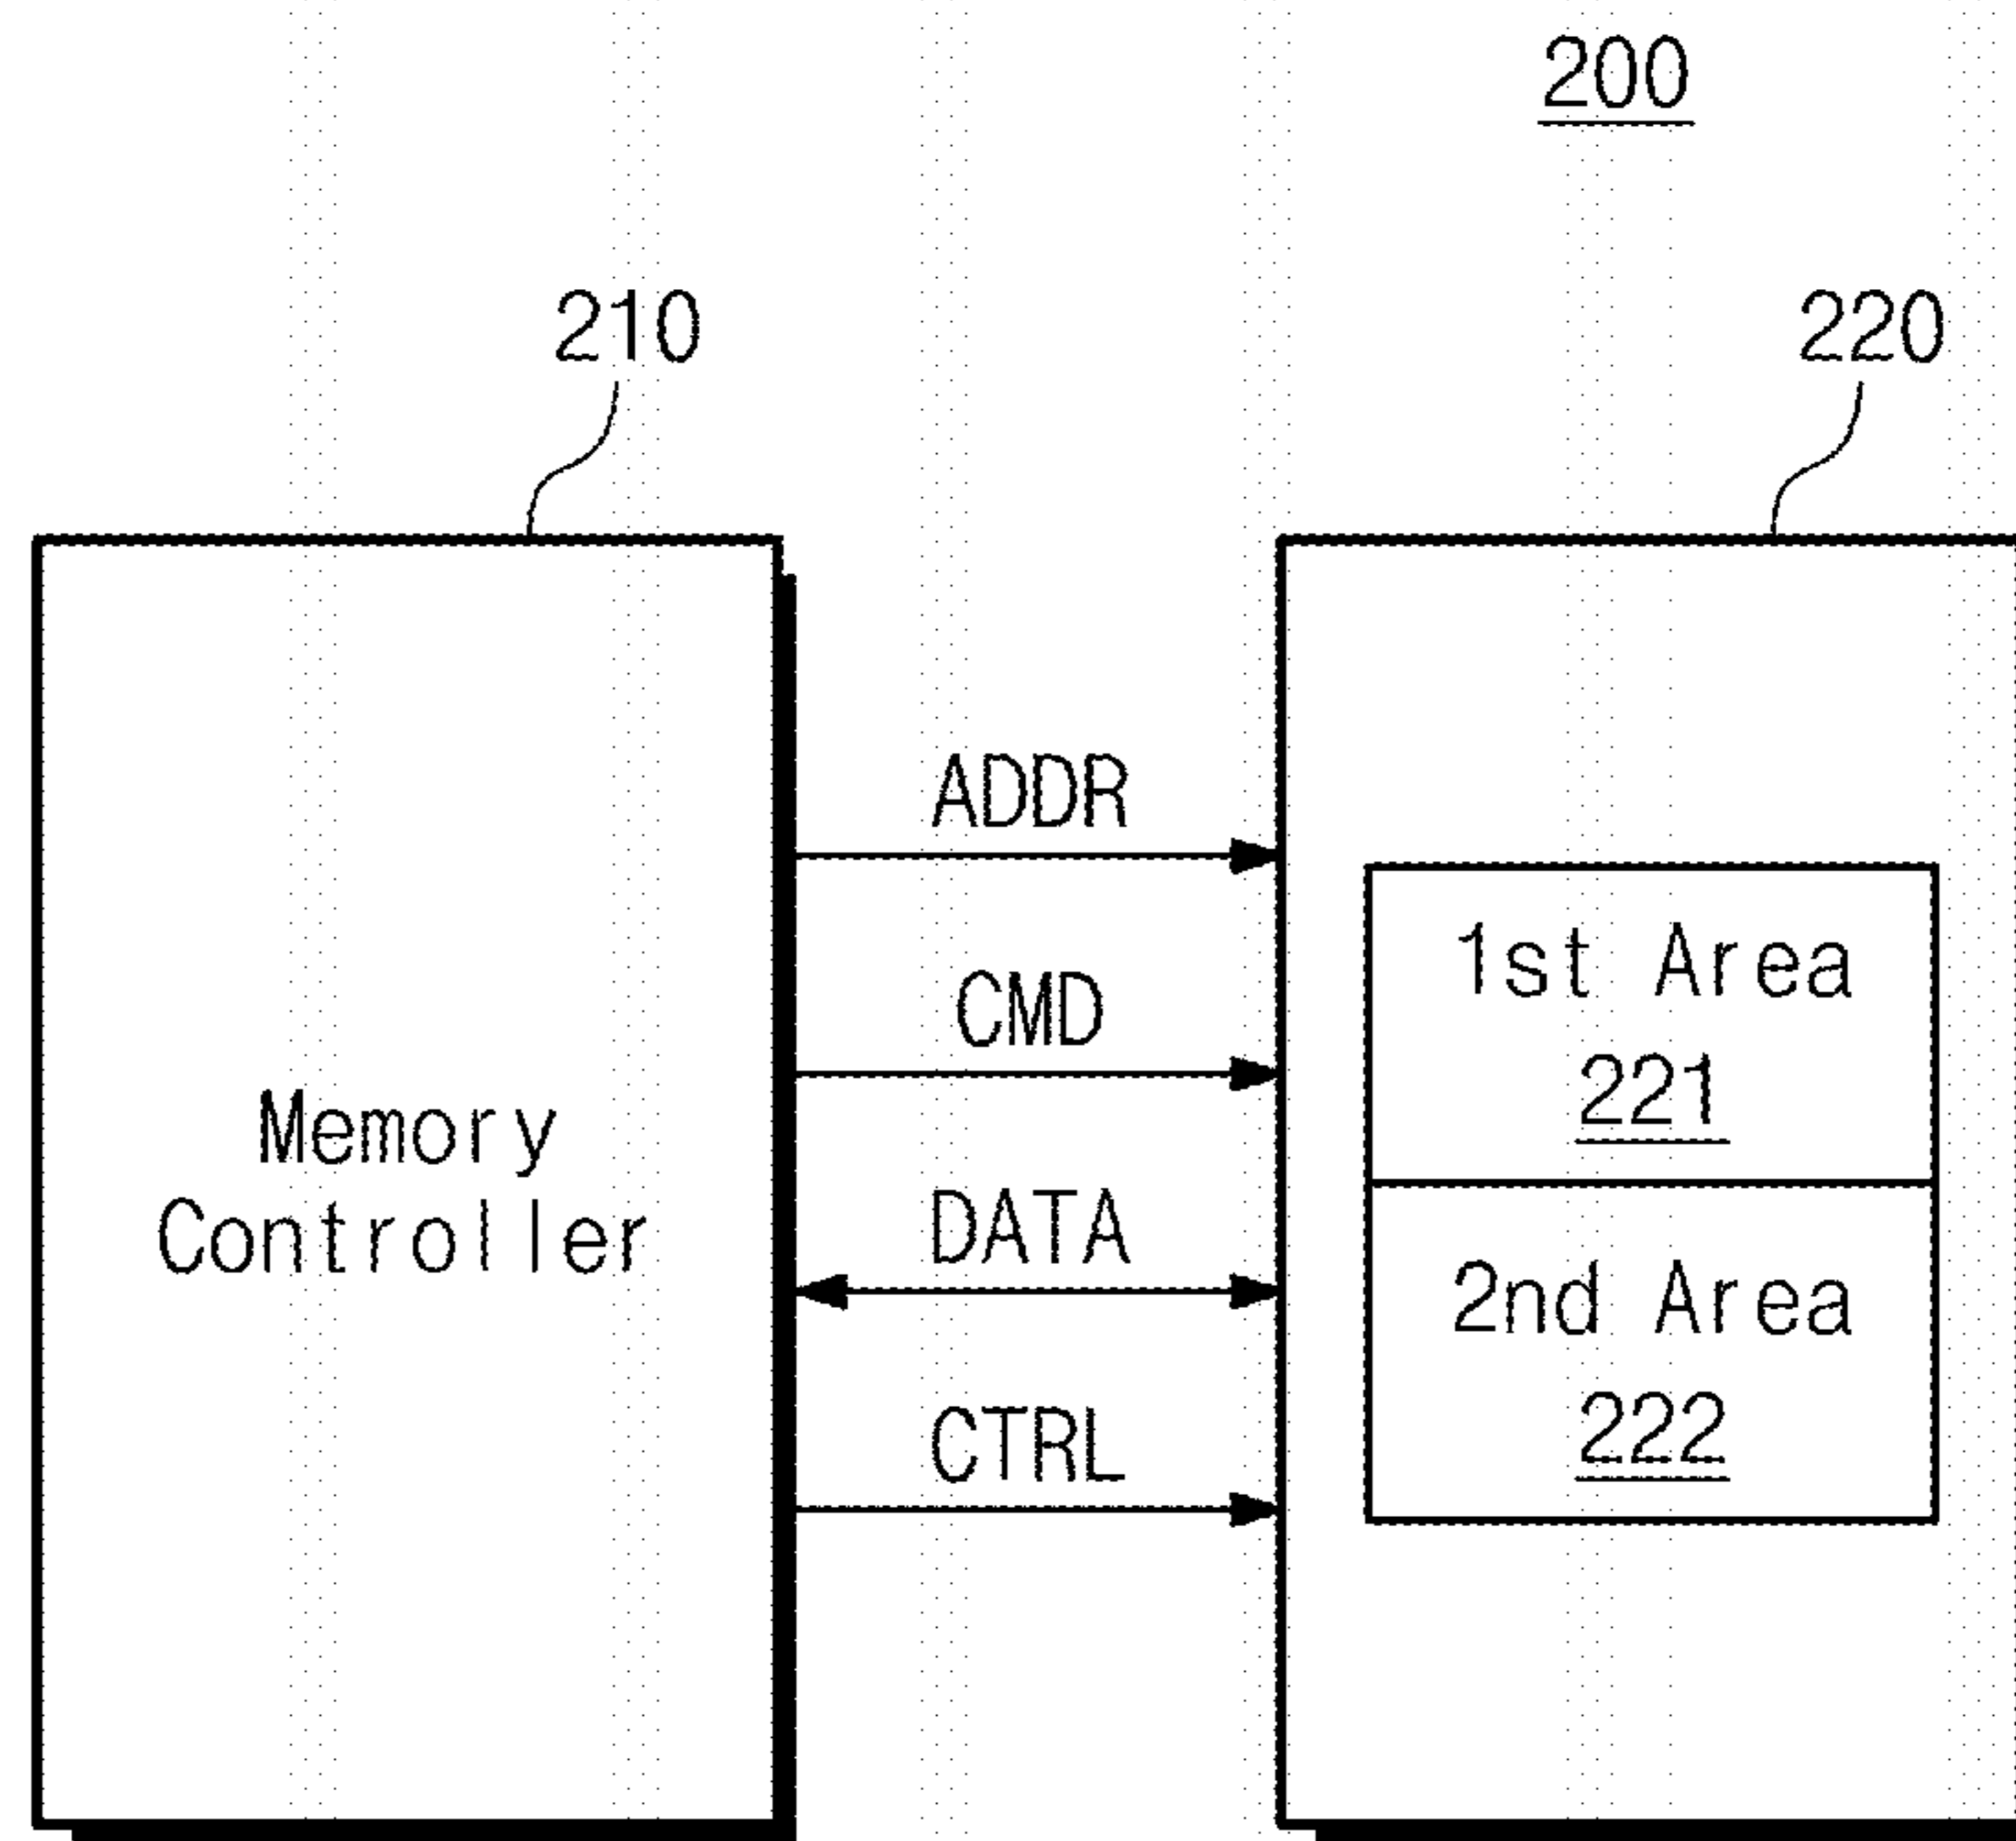 200
210
220
ADDR
CMD
DATA
CTRL
Memory
Controller
1st Area
221
2nd Area
222